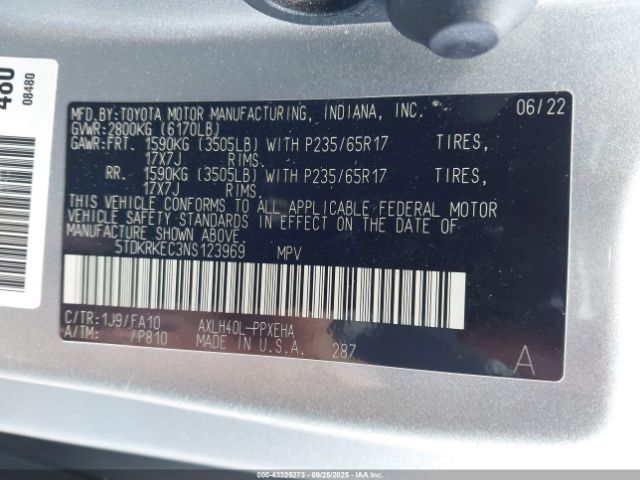 480
08480
MFD.BY:TOYOTA MOTOR MANUFACTURING, INDIANA, INC. 06/22
GVWR:2800KG (6170LB)
GAWR:FRT. 1590KG (3505LB) WITH P235/65R17 TIRES,
17X7J RIMS.
RR. 1590KG (3505LB) WITH P235/65R17 TIRES,
17X7J RIMS.
THIS VEHICLE CONFORMS TO ALL APPLICABLE FEDERAL MOTOR
VEHICLE SAFETY STANDARDS IN EFFECT ON THE DATE OF
MANUFACTURE SHOWN ABOVE.
5TDKRKEC3NS123969 MPV
C/TR:1J9/FA10 AXLH40L-PPXEHA
A/TM: /P810 MADE IN U.S.A. 287
A
© - 43325273 - 09/25/2025 - IAAI.COM